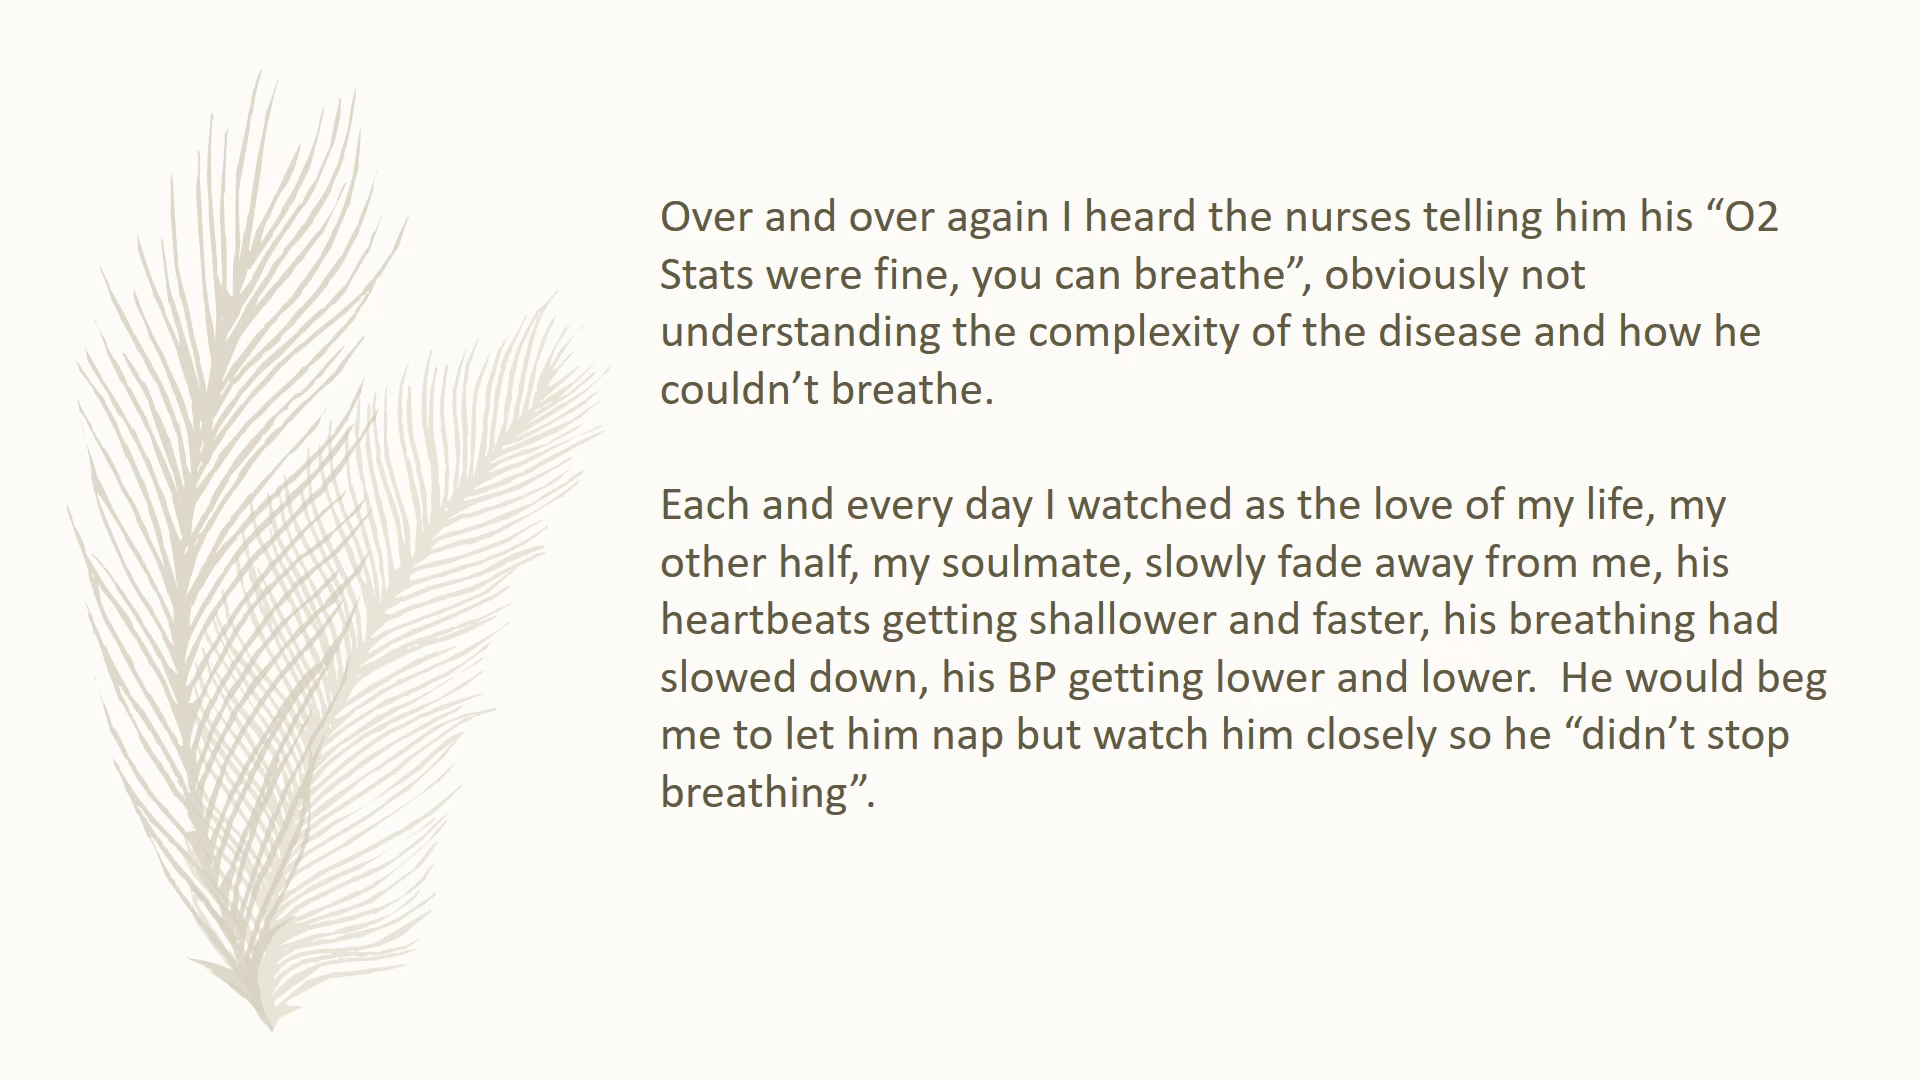 Over and over again I heard the nurses telling him his “O2
Stats were fine, you can breathe”, obviously not
understanding the complexity of the disease and how he
couldn’t breathe.
Each and every day I watched as the love of my life, my
other half, my soulmate, slowly fade away from me, his
heartbeats getting shallower and faster, his breathing had
slowed down, his BP getting lower and lower.  He would beg
me to let him nap but watch him closely so he “didn’t stop
breathing”.